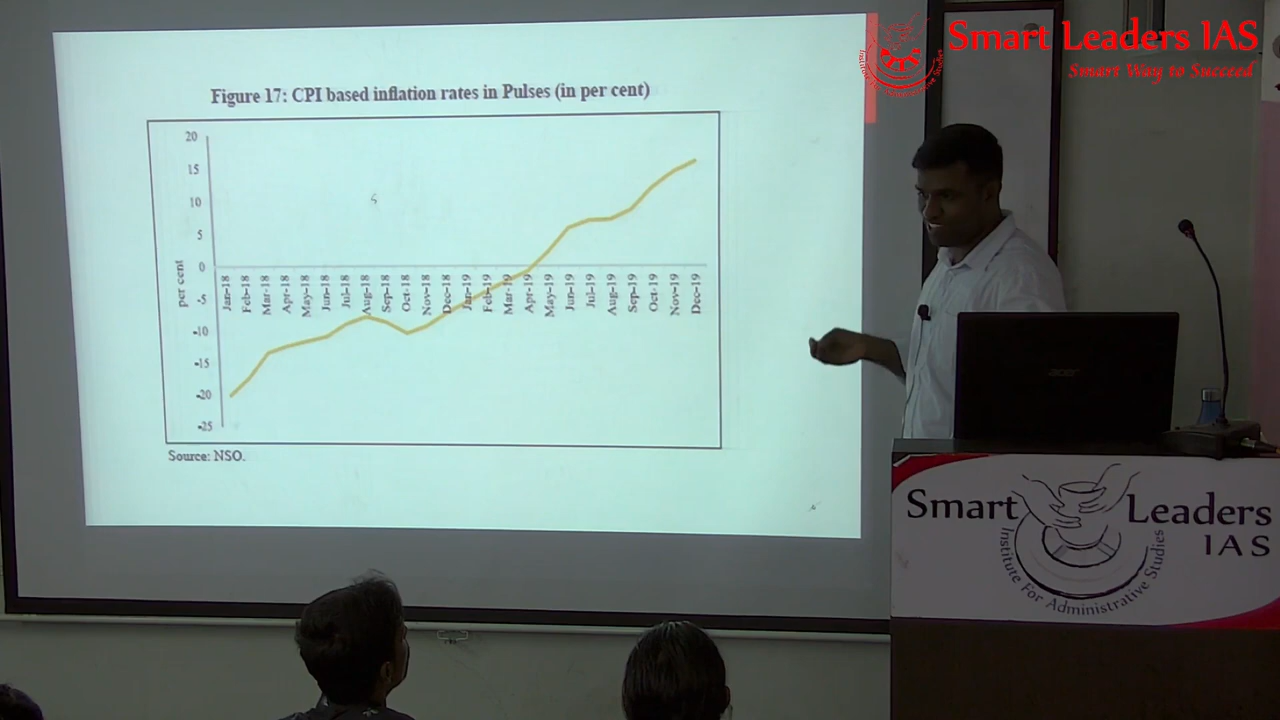 Smart Leaders IAS
Smart Way to Succeed
Figure 17: CPI based inflation rates in Pulses (in per cent)
20
15
10
5
0
-5
-10
-15
-20
-25
per cent
Jan-18
Feb-18
Mar-18
Apr-18
May-18
Jun-18
Jul-18
Aug-18
Sep-18
Oct-18
Nov-18
Dec-18
Jan-19
Feb-19
Mar-19
Apr-19
May-19
Jun-19
Jul-19
Aug-19
Sep-19
Oct-19
Nov-19
Dec-19
Source: NSO.
acer
Smart Leaders
IAS
Institute For Administrative Studies